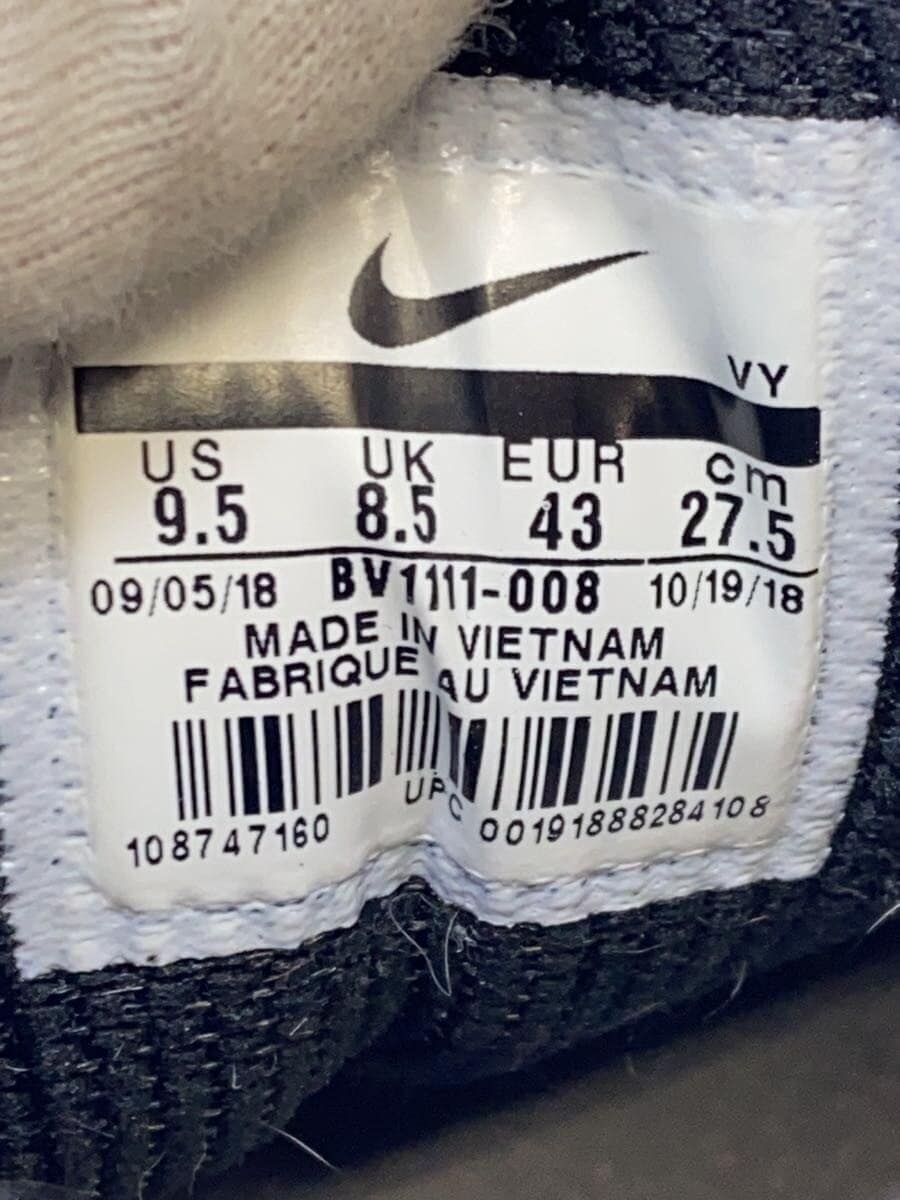 VY
US UK EUR cm
9.5 8.5 43 27.5
09/05/18 BV1111-008 10/19/18
MADE IN VIETNAM
FABRIQUE AU VIETNAM
UPC
108747160 00191888284108